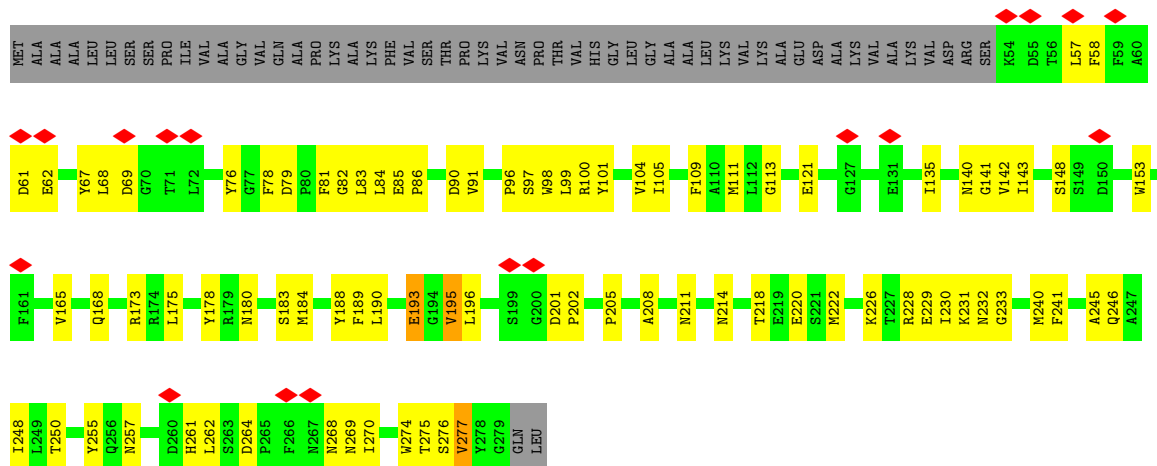 MET ALA ALA ALA LEU LEU SER SER PRO ILE VAL ALA GLY VAL GLN ALA PRO LYS ALA LYS PHE VAL SER THR PRO LYS VAL ASN PRO THR VAL HIS GLY LEU GLY ALA ALA LEU LYS VAL LYS ALA GLU ASP ALA LYS VAL ALA LYS VAL ASP ARG SER K54 D55 T56 L57 F58 F59 A60
D61 E62 Y67 L68 D69 G70 T71 L72 Y76 G77 F78 D79 P80 F81 G82 L83 L84 E85 P86 D90 V91 P96 S97 W98 L99 R100 Y101 V104 I105 F109 A110 M111 L112 G113 E121 G127 E131 I135 N140 G141 V142 I143 S148 S149 D150 W153
F161 V165 Q168 R173 R174 L175 Y178 R179 N180 S183 M184 Y188 F189 L190 E193 G194 V195 L196 S199 G200 D201 P202 P205 A208 N211 N214 T218 E219 E220 S221 M222 K226 T227 R228 E229 I230 K231 N232 G233 M240 F241 A245 Q246 A247
I248 L249 T250 Y255 Q256 N257 D260 H261 L262 S263 D264 P265 F266 N267 N268 N269 I270 W274 T275 S276 V277 Y278 G279 GLN LEU